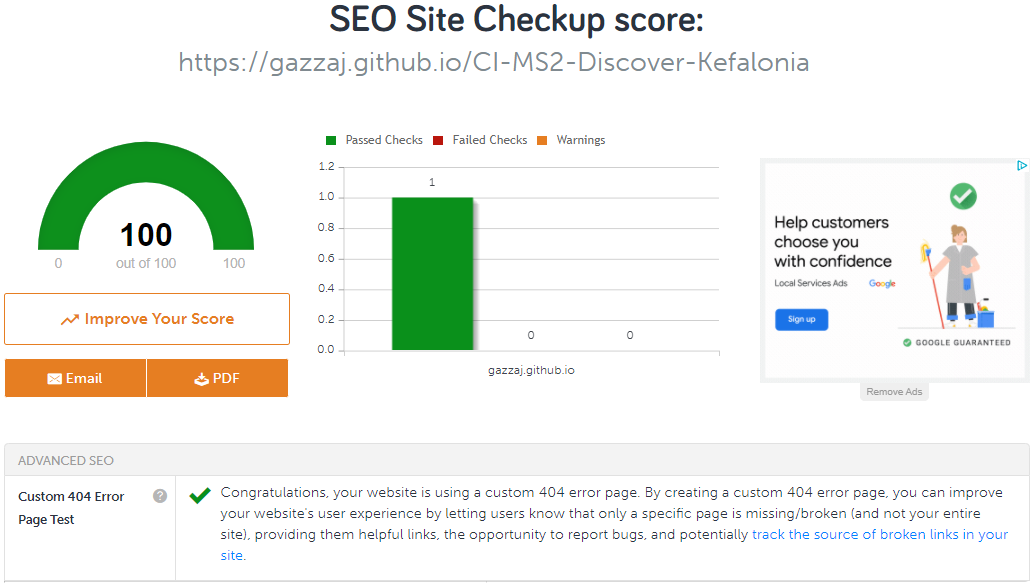 SEO Site Checkup score:
https://gazzaj.github.io/CI-MS2-Discover-Kefalonia
Passed Checks Failed Checks Warnings
1.2
1.0
0.8
0.6
0.4
0.2
0.0
1
0
0
gazzaj.github.io
100
0 out of 100 100
Improve Your Score
Email PDF
Help customers
choose you
with confidence
Local Services Ads Google
Sign up
GOOGLE GUARANTEED
Remove Ads
ADVANCED SEO
Custom 404 Error
Page Test
?
Congratulations, your website is using a custom 404 error page. By creating a custom 404 error page, you can improve
your website's user experience by letting users know that only a specific page is missing/broken (and not your entire
site), providing them helpful links, the opportunity to report bugs, and potentially track the source of broken links in your
site.